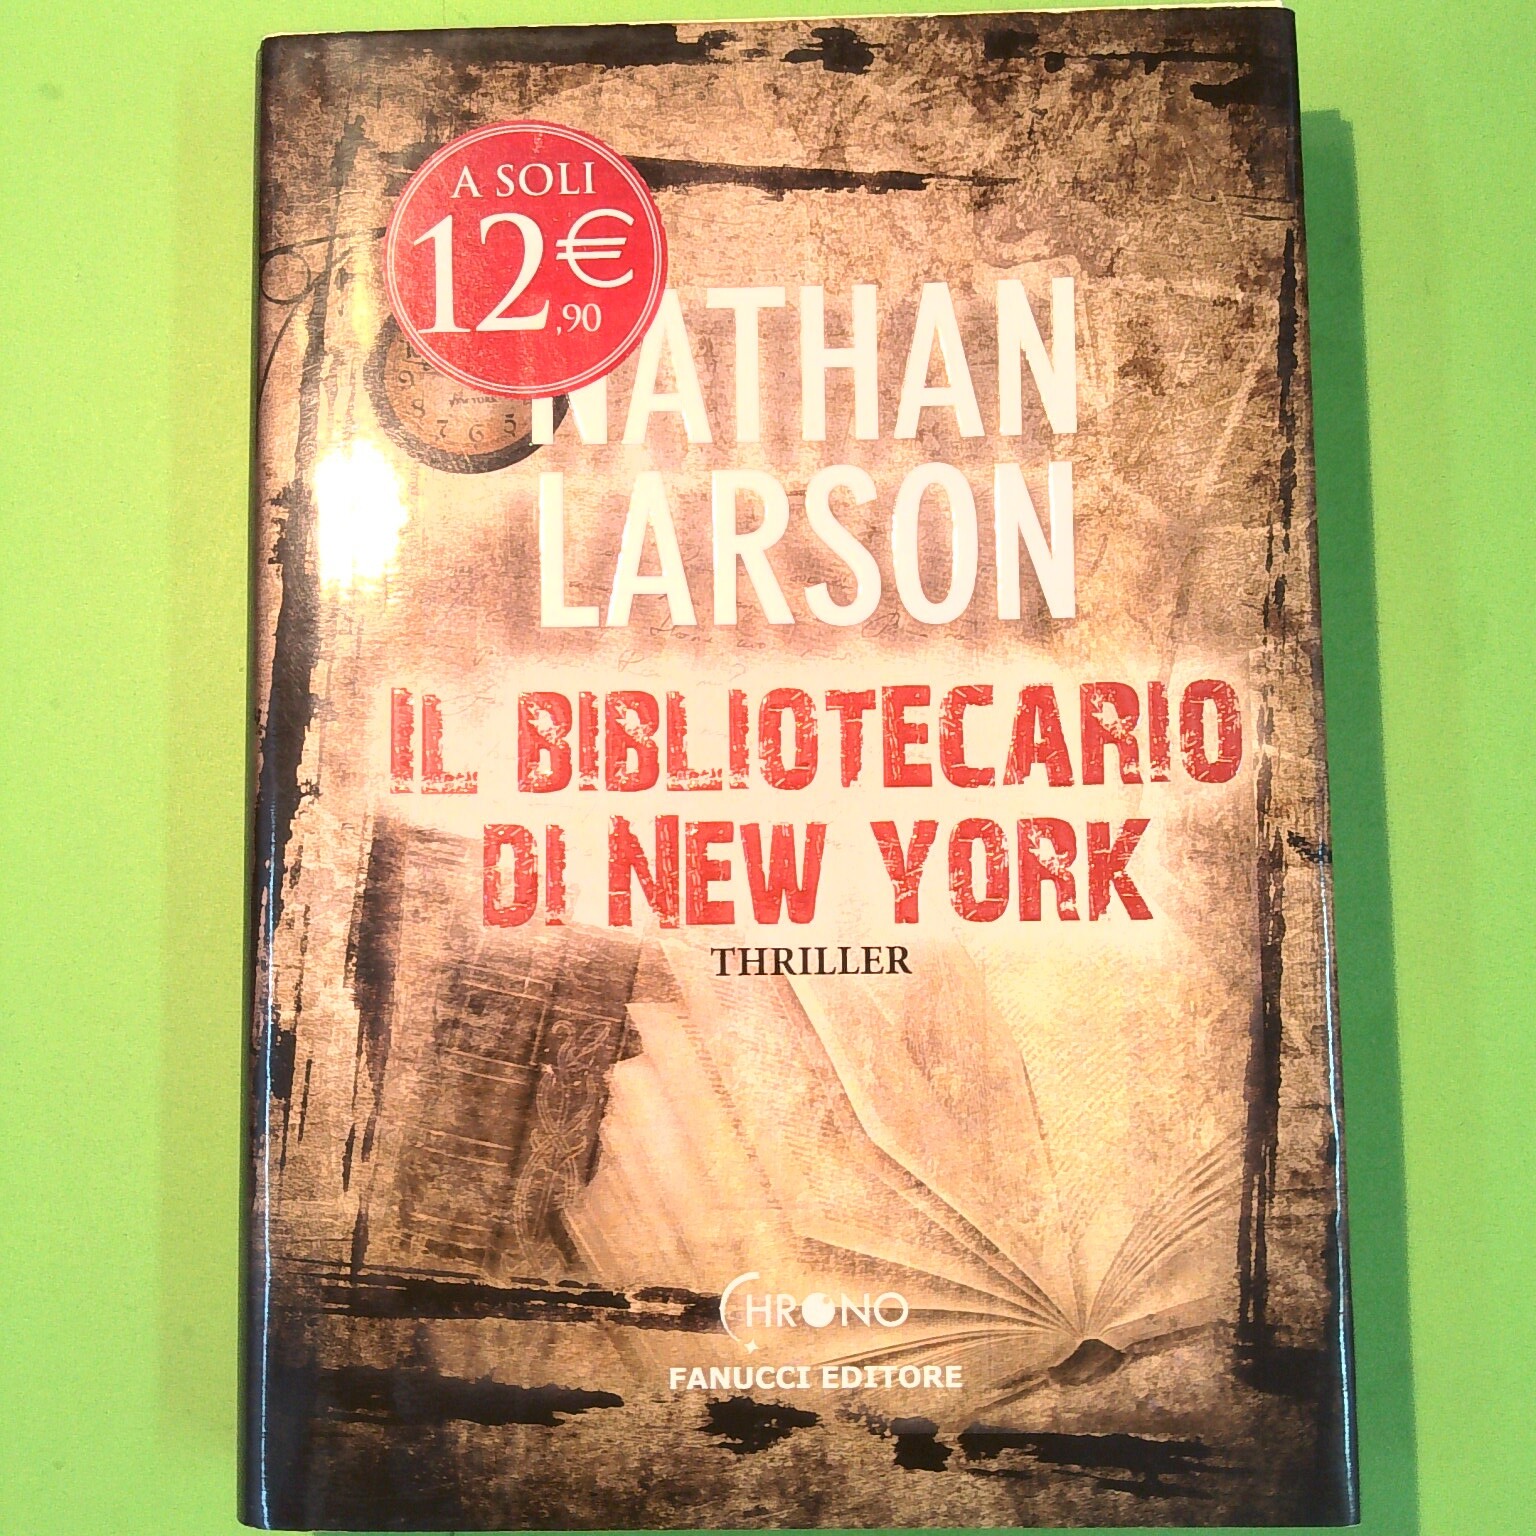 A SOLI
12€
,90
NATHAN
LARSON
IL BIBLIOTECARIO
DI NEW YORK
THRILLER
CHRONO
FANUCCI EDITORE